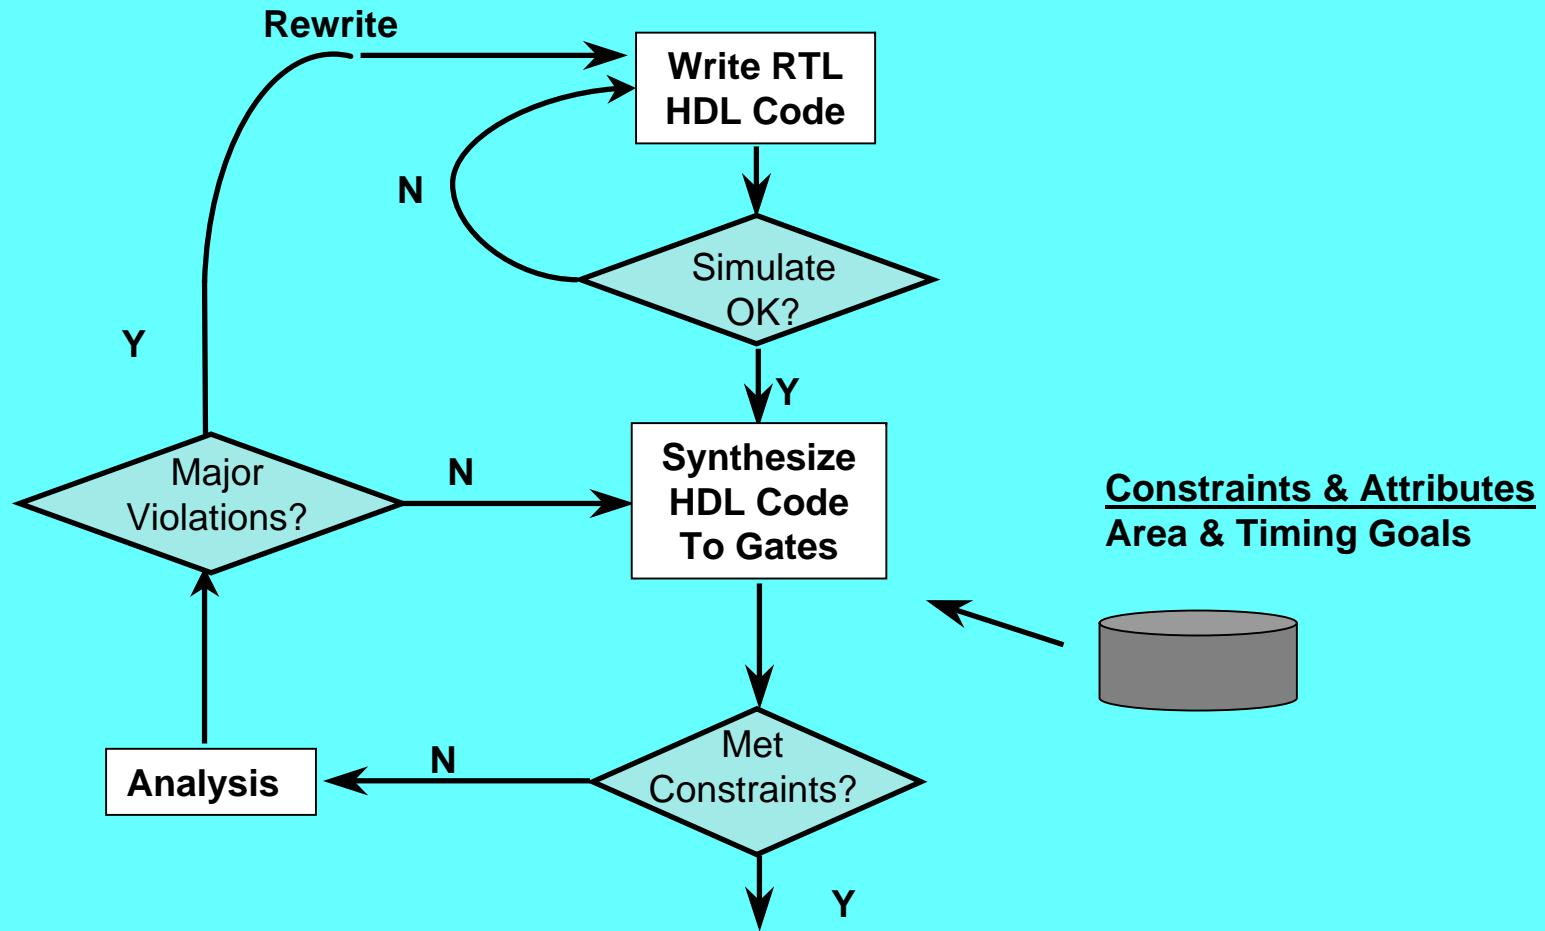 Rewrite
Write RTL
HDL Code
N
Simulate
OK?
Y
Y
Major
Violations?
N
Synthesize
HDL Code
To Gates
Constraints & Attributes
Area & Timing Goals
Analysis
N
Met
Constraints?
Y